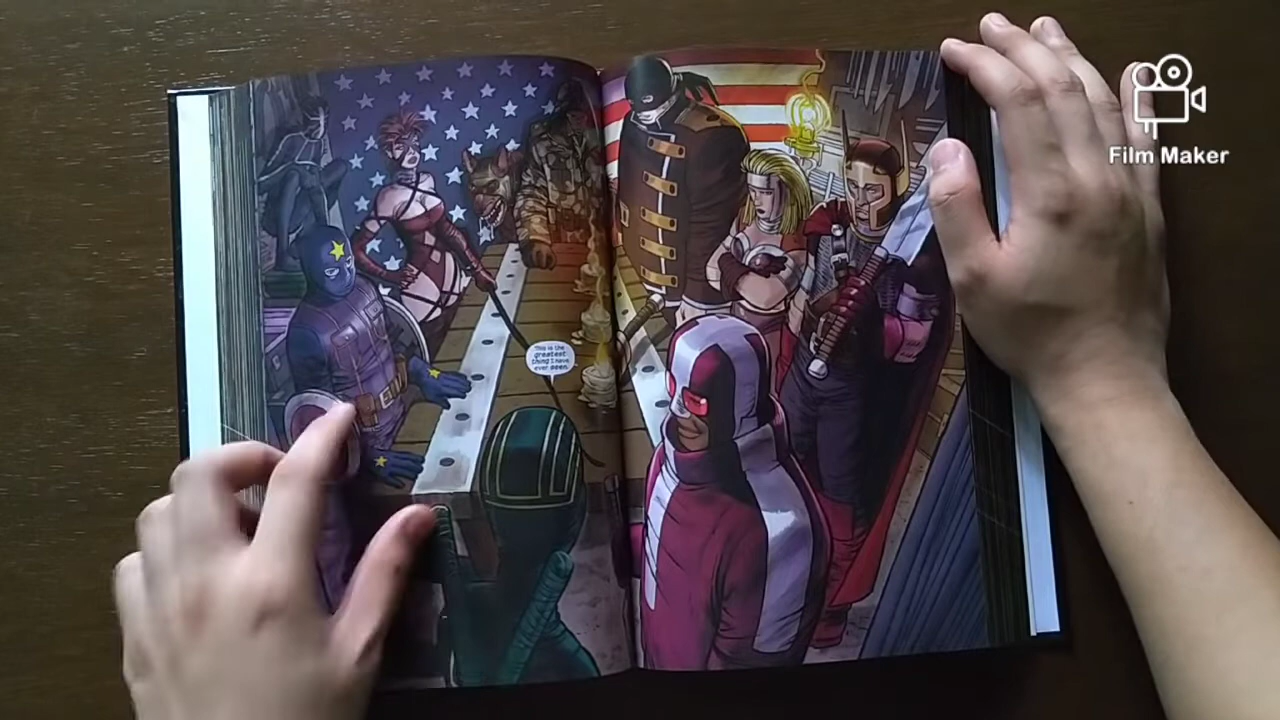 Film Maker
This is the
greatest
thing I have
ever seen.